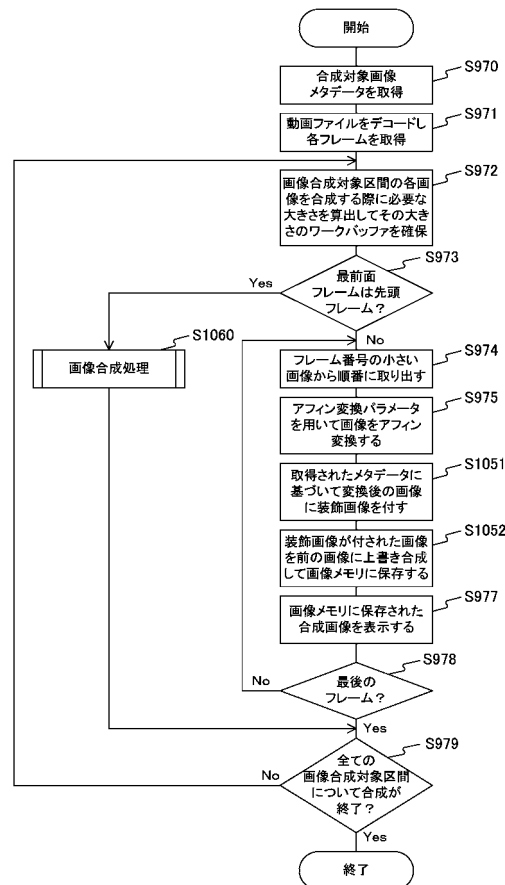 開始
S970
合成対象画像
メタデータを取得
S971
動画ファイルをデコードし
各フレームを取得
S972
画像合成対象区間の各画
像を合成する際に必要な
大きさを算出してその大き
さのワークバッファを確保
S973
最前面
フレームは先頭
フレーム？
Yes
No
S1060
画像合成処理
S974
フレーム番号の小さい
画像から順番に取り出す
S975
アフィン変換パラメータ
を用いて画像をアフィン
変換する
S1051
取得されたメタデータに
基づいて変換後の画像
に装飾画像を付す
S1052
装飾画像が付された画像
を前の画像に上書き合成
して画像メモリに保存する
S977
画像メモリに保存された
合成画像を表示する
S978
最後の
フレーム？
No
Yes
S979
全ての
画像合成対象区間
について合成が
終了？
No
Yes
終了